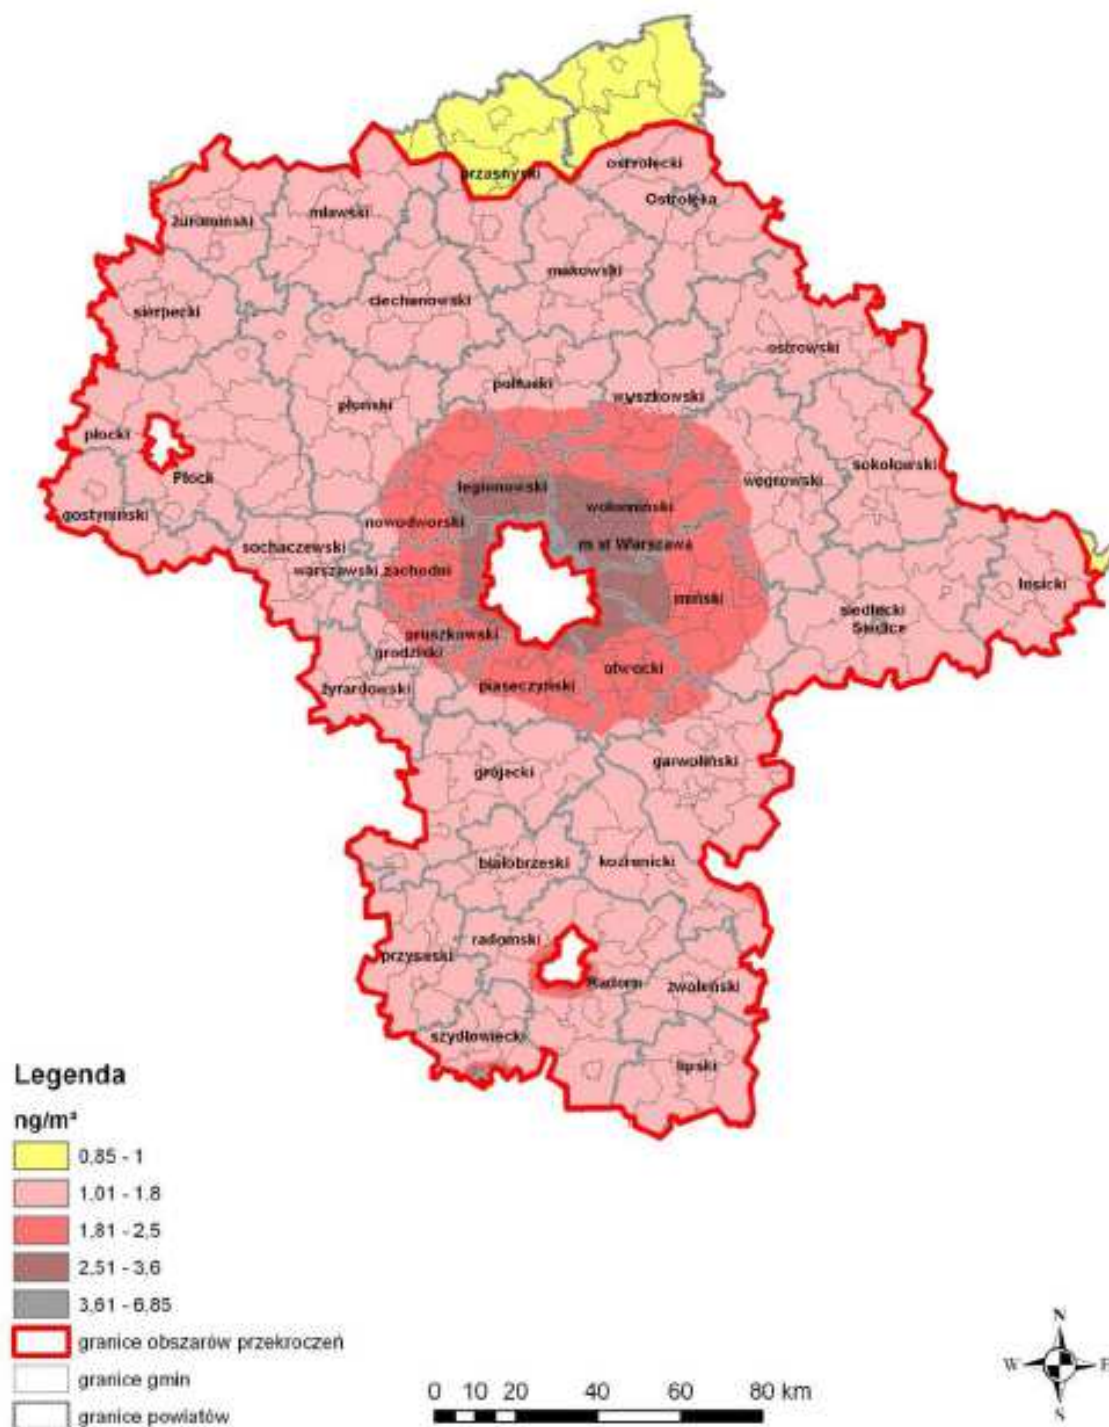 przasnyski
ostrołęcki
Ostrołęka
żuromiński
mławski
makowski
ciechanowski
sierpecki
ostrowski
pułtuski
wyszkowski
płoński
płocki
Płock
sokołowski
węgrowski
legionowski
wołomiński
gostyniński
nowodworski
m st Warszawa
sochaczewski
warszawski zachodni
łosicki
miński
siedlecki
Siedlce
pruszkowski
grodziski
otwocki
żyrardowski
piaseczyński
garwoliński
grójecki
białobrzeski
kozienicki
radomski
przysuski
Radom
zwoleński
szydłowiecki
lipski
Legenda
ng/m³
0,85 - 1
1,01 - 1,8
1,81 - 2,5
2,51 - 3,6
3,61 - 6,85
granice obszarów przekroczeń
granice gmin
granice powiatów
0 10 20 40 60 80 km
N
W E
S